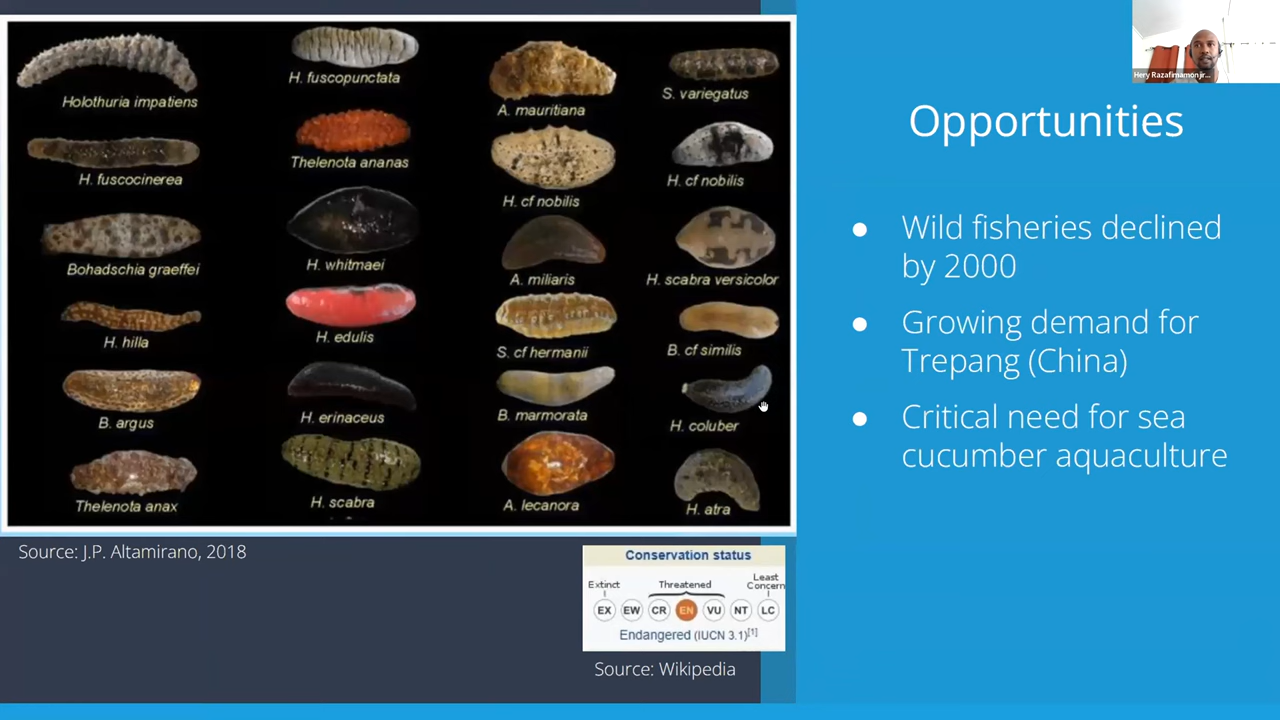 Holothuria impatiens
H. fuscocinerea
Bohadschia graeffei
H. hilla
B. argus
Thelenota anax
H. fuscopunctata
Thelenota ananas
H. whitmaei
H. edulis
H. erinaceus
H. scabra
A. mauritiana
H. cf nobilis
A. miliaris
S. cf hermanii
B. marmorata
A. lecanora
S. variegatus
H. cf nobilis
H. scabra versicolor
B. cf similis
H. coluber
H. atra
Source: J.P. Altamirano, 2018
Conservation status
Extinct Threatened Least Concern
EX EW CR EN VU NT LC
Endangered (IUCN 3.1)[1]
Source: Wikipedia
Hery Razafimamonjir...
Opportunities
● Wild fisheries declined
by 2000
● Growing demand for
Trepang (China)
● Critical need for sea
cucumber aquaculture